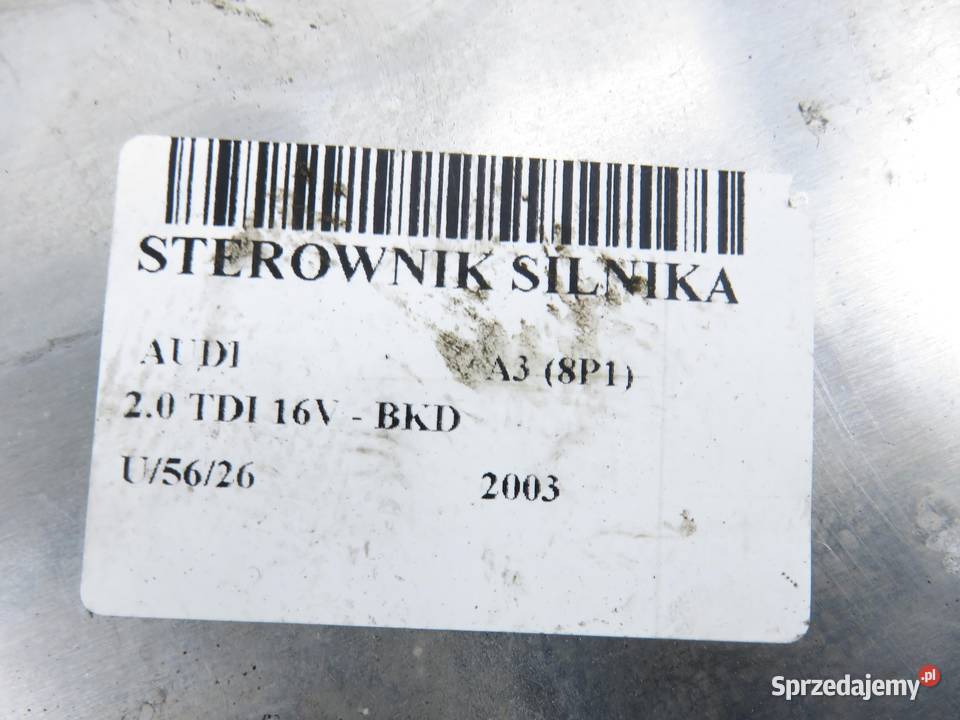 STEROWNIK SILNIKA
AUDI A3 (8P1)
2.0 TDI 16V - BKD
U/56/26 2003
Sprzedajemy.pl